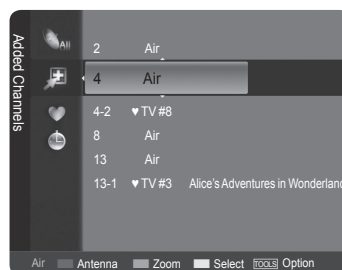 Added Channels
All
2 Air
4 Air
4-2 ♥ TV #8
8 Air
13 Air
13-1 ♥ TV #3 Alice's Adventures in Wonderland
Air Antenna Zoom Select TOOLS Option